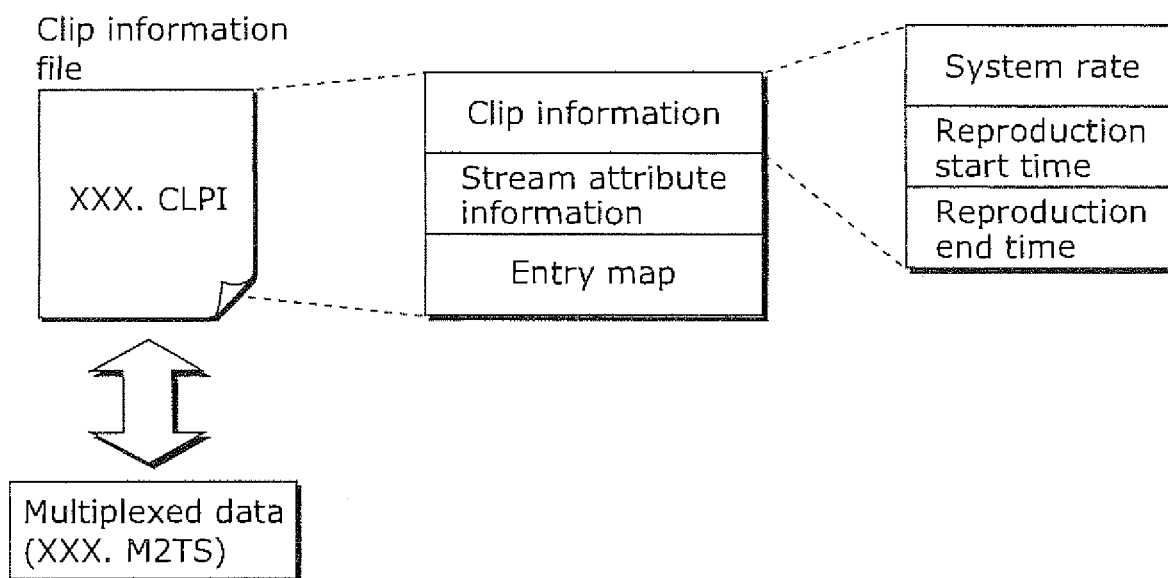 Clip information
file
XXX. CLPI
Clip information
Stream attribute
information
Entry map
System rate
Reproduction
start time
Reproduction
end time
Multiplexed data
(XXX. M2TS)